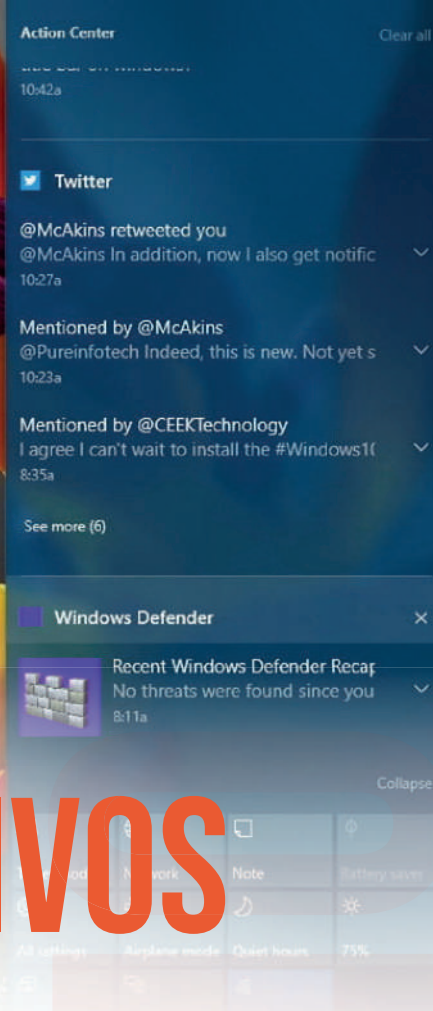 Action Center
Clear all
10:42a
Twitter
@McAkins retweeted you
@McAkins In addition, now I also get notific
10:27a
Mentioned by @McAkins
@Pureinfotech Indeed, this is new. Not yet s
10:23a
Mentioned by @CEEKTechnology
I agree I can't wait to install the #Windows1(
8:35a
See more (6)
Windows Defender
Recent Windows Defender Recap
No threats were found since you
8:11a
Collapse
IVOS
Note
Battery saver
All settings
Airplane mode
Quiet hours
75%